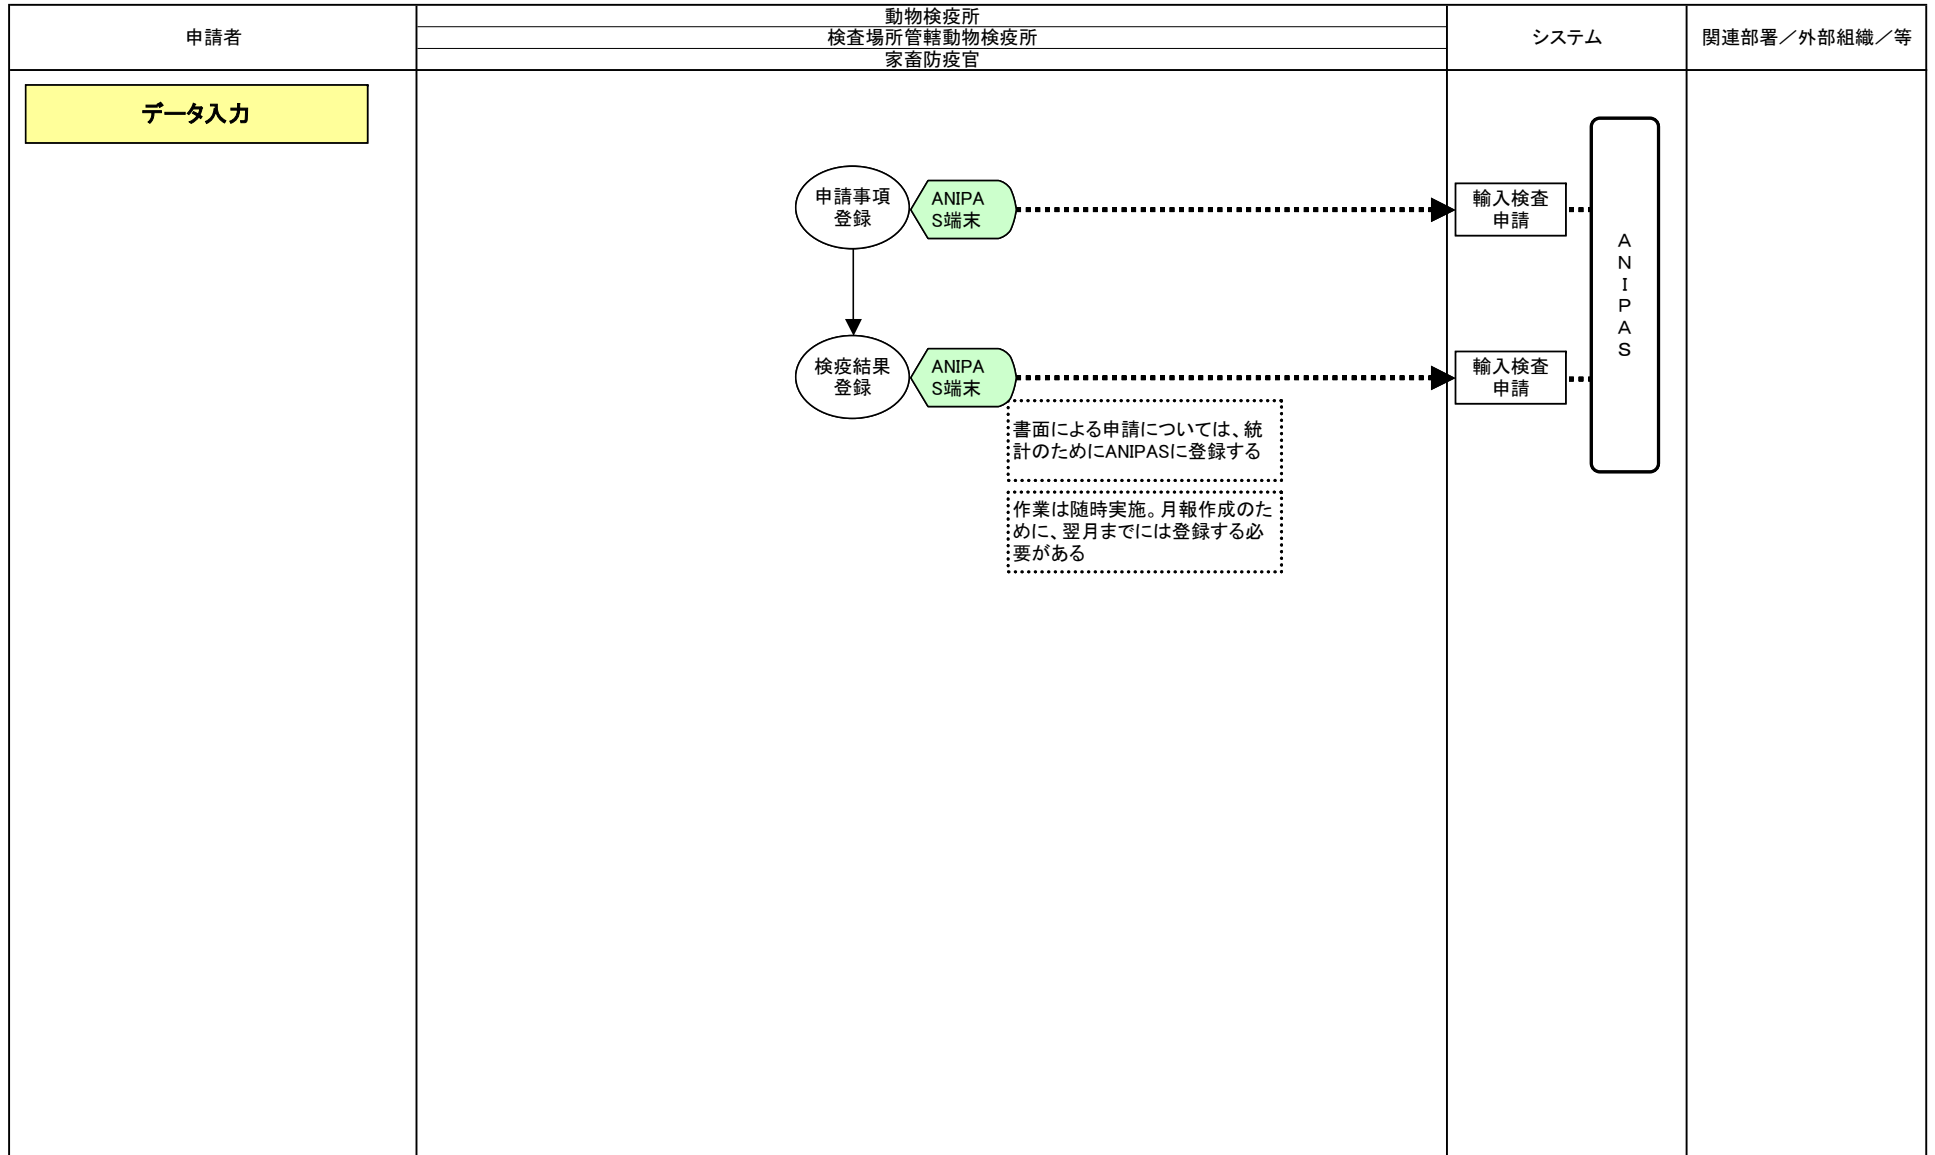 申請者
動物検疫所
検査場所管轄動物検疫所
家畜防疫官
システム
関連部署／外部組織／等
データ入力
申請事項
登録
ANIPA
S端末
輸入検査
申請
ANIPAS
検疫結果
登録
ANIPA
S端末
輸入検査
申請
書面による申請については、統
計のためにANIPASに登録する
作業は随時実施。月報作成のた
めに、翌月までには登録する必
要がある